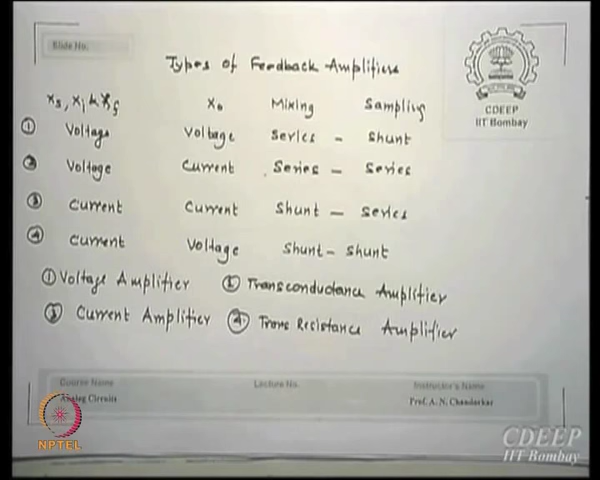 Slide No.
Types of Feedback Amplifiers
CDEEP
IIT Bombay
xs, xi & xf xo Mixing Sampling
① Voltage Voltage Series - Shunt
② Voltage Current Series - Series
③ Current Current Shunt - Series
④ Current Voltage Shunt - Shunt
① Voltage Amplifier ② Transconductance Amplifier
③ Current Amplifier ④ Trans Resistance Amplifier
Course Name Lecture No. Instructor's Name
Analog Circuits Prof. A. N. Chandorkar
NPTEL
CDEEP
IIT Bombay